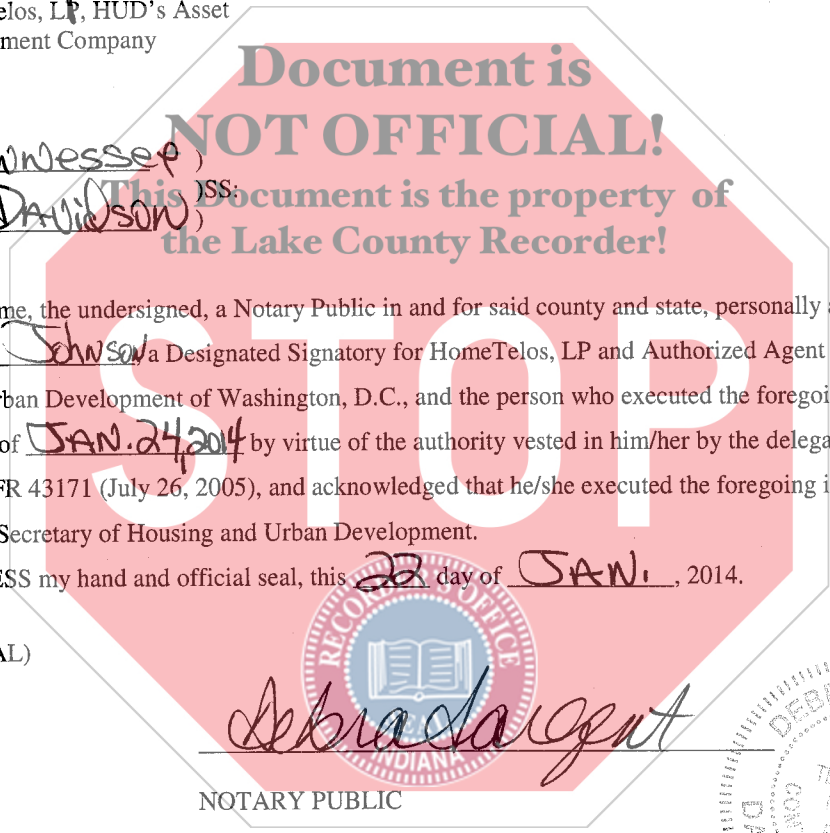 elos, LP, HUD's Asset
ment Company
Document is
NOT OFFICIAL!
nnessee )
)SS:
This Document is the property of
Davidson )
the Lake County Recorder!
me, the undersigned, a Notary Public in and for said county and state, personally a
Johnson a Designated Signatory for HomeTelos, LP and Authorized Agent
rban Development of Washington, D.C., and the person who executed the foregoi
of JAN. 24, 2014 by virtue of the authority vested in him/her by the delega
FR 43171 (July 26, 2005), and acknowledged that he/she executed the foregoing i
Secretary of Housing and Urban Development.
ESS my hand and official seal, this 22 day of JAN. , 2014.
STOP
RECORDER'S OFFICE
INDIANA
AL)
Debra Sargent
NOTARY PUBLIC
DEB